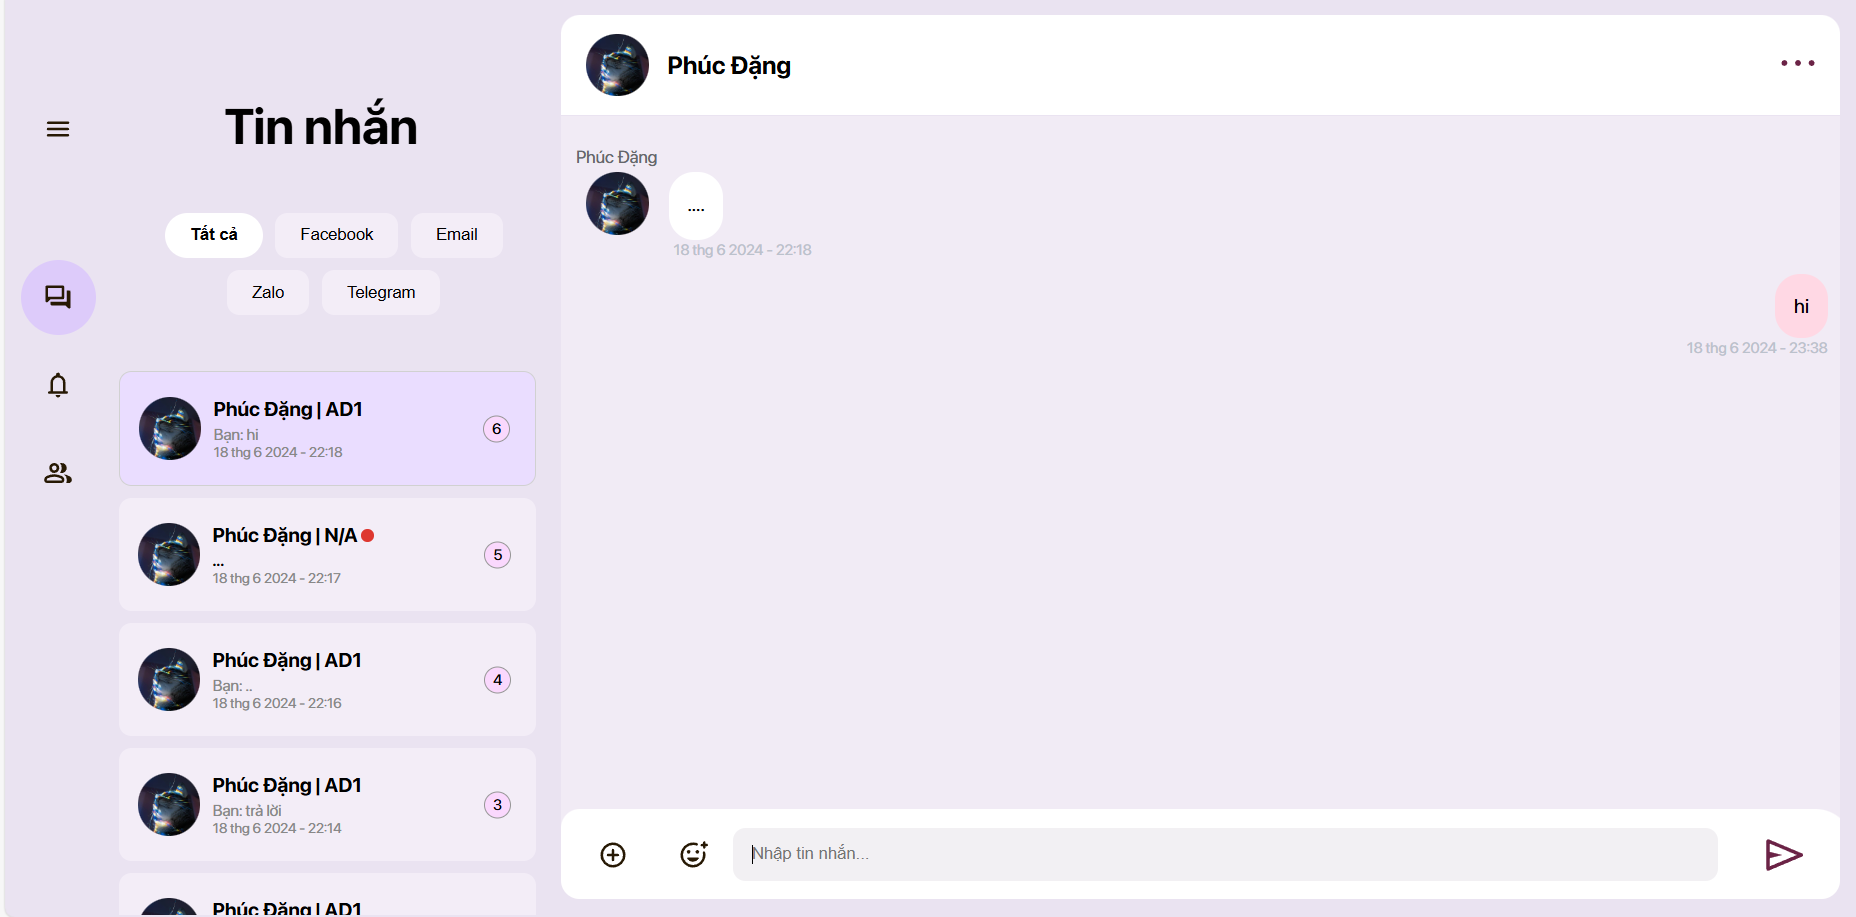 Tin nhắn
Tất cả
Facebook
Email
Zalo
Telegram
Phúc Đặng | AD1
Bạn: hi
18 thg 6 2024 - 22:18
6
Phúc Đặng | N/A
...
18 thg 6 2024 - 22:17
5
Phúc Đặng | AD1
Bạn: ..
18 thg 6 2024 - 22:16
4
Phúc Đặng | AD1
Bạn: trả lời
18 thg 6 2024 - 22:14
3
Phúc Đặng | AD1
Phúc Đặng
Phúc Đặng
....
18 thg 6 2024 - 22:18
hi
18 thg 6 2024 - 23:38
Nhập tin nhắn...